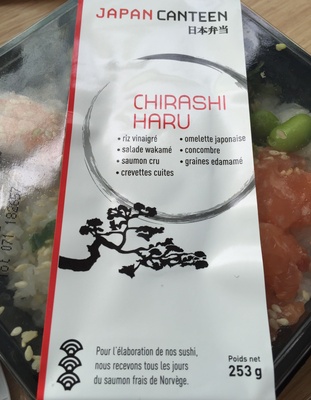 JAPAN CANTEEN
日本弁当
CHIRASHI
HARU
• riz vinaigré
• salade wakamé
• saumon cru
• crevettes cuites
• omelette japonaise
• concombre
• graines edamamé
Pour l'élaboration de nos sushi,
nous recevons tous les jours
du saumon frais de Norvège.
Poids net
253 g